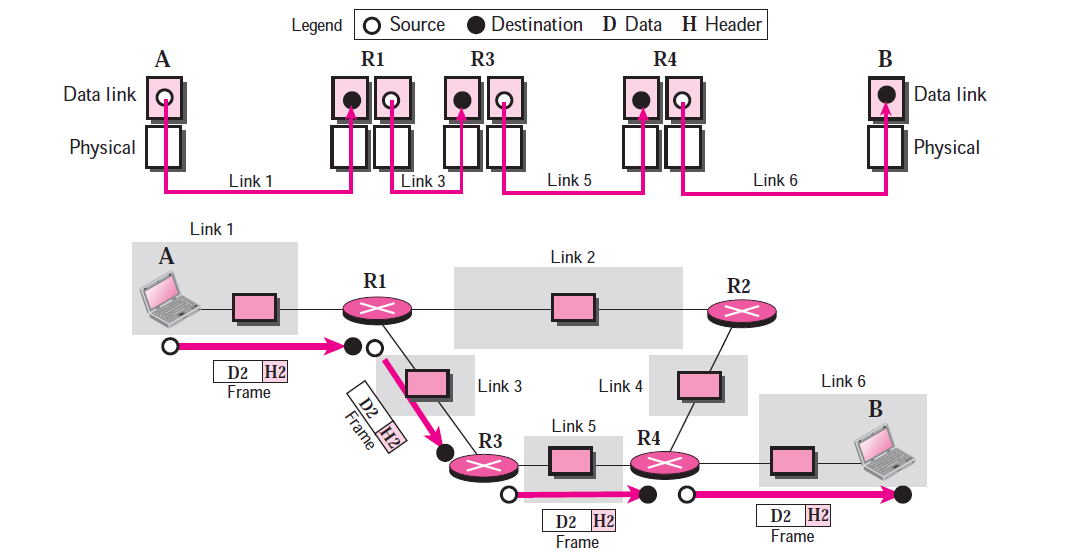 Legend Source Destination D Data H Header
A R1 R3 R4 B
Data link Data link
Physical Physical
Link 1 Link 3 Link 5 Link 6
Link 1
A
Link 2
R1 R2
D2 H2
Frame
Link 3
D2 H2
Frame
Link 4
Link 6
B
Link 5
R3 R4
D2 H2
Frame
D2 H2
Frame